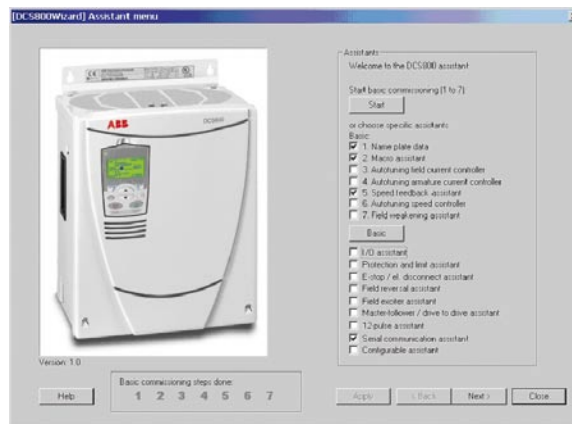 [DCS800Wizard] Assistant menu
ABB
DCS800
Assistants
Welcome to the DCS800 assistant
Start basic commissioning (1 to 7)
Start
or choose specific assistants
Basic:
1. Name plate data
2. Macro assistant
3. Autotuning field current controller
4. Autotuning armature current controller
5. Speed feedback assistant
6. Autotuning speed controller
7. Field weakening assistant
Basic
I/O assistant
Protection and limit assistant
E-stop / el. disconnect assistant
Field reversal assistant
Field exciter assistant
Master-follower / drive to drive assistant
12-pulse assistant
Serial communication assistant
Configurable assistant
Version: 1.0
Basic commissioning steps done:
1 2 3 4 5 6 7
Help
Apply
< Back
Next >
Close